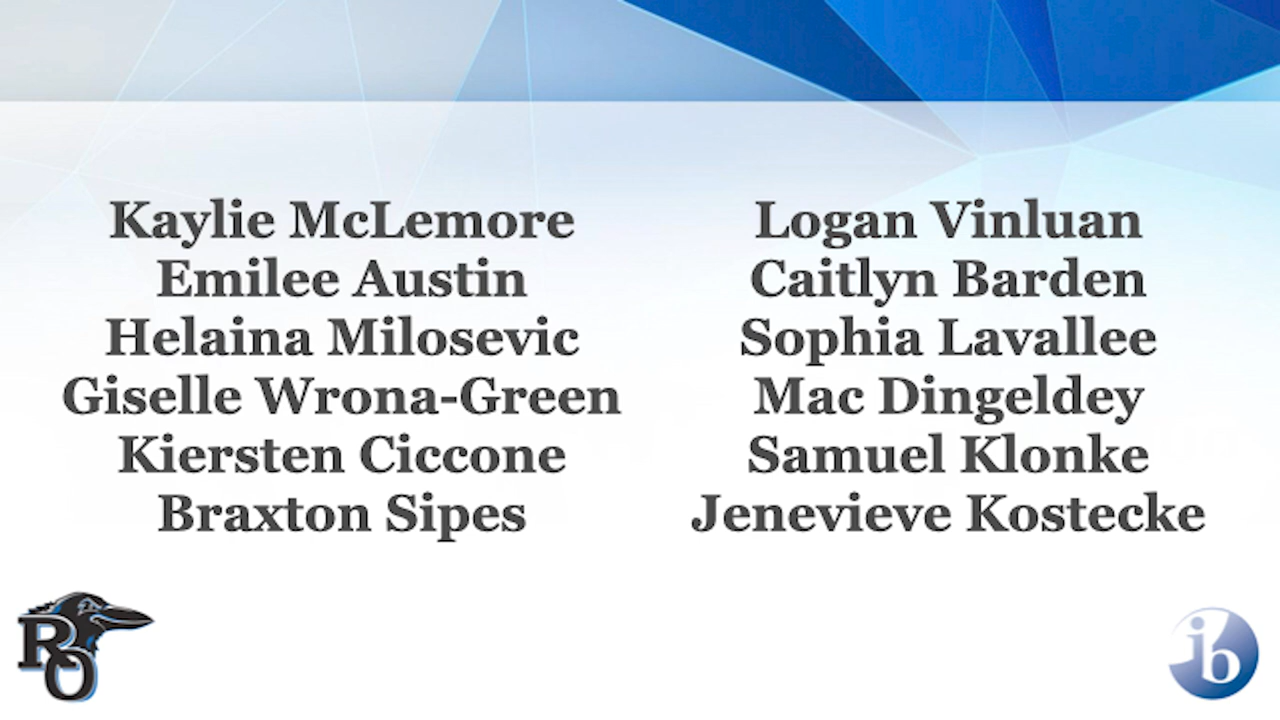 Kaylie McLemore
Emilee Austin
Helaina Milosevic
Giselle Wrona-Green
Kiersten Ciccone
Braxton Sipes
Logan Vinluan
Caitlyn Barden
Sophia Lavallee
Mac Dingeldey
Samuel Klonke
Jenevieve Kostecke
RO
ib